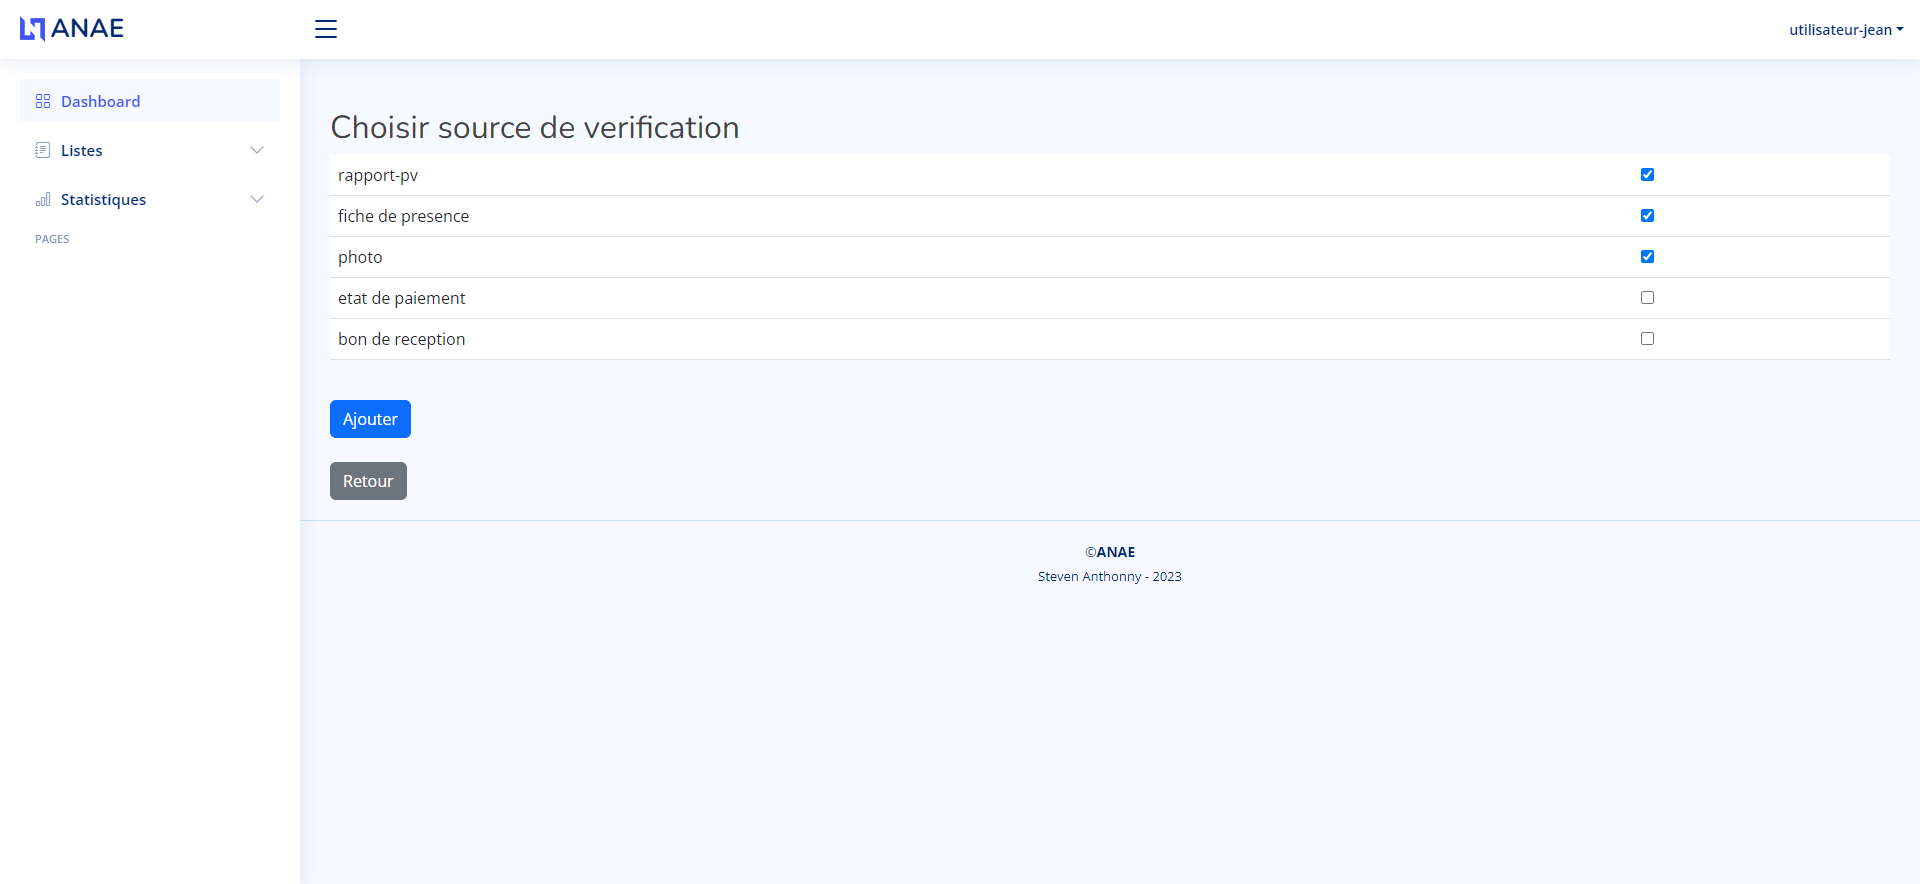 ANAE
utilisateur-jean
Dashboard
Listes
Statistiques
PAGES
Choisir source de verification
rapport-pv
fiche de presence
photo
etat de paiement
bon de reception
Ajouter
Retour
©ANAE
Steven Anthonny - 2023